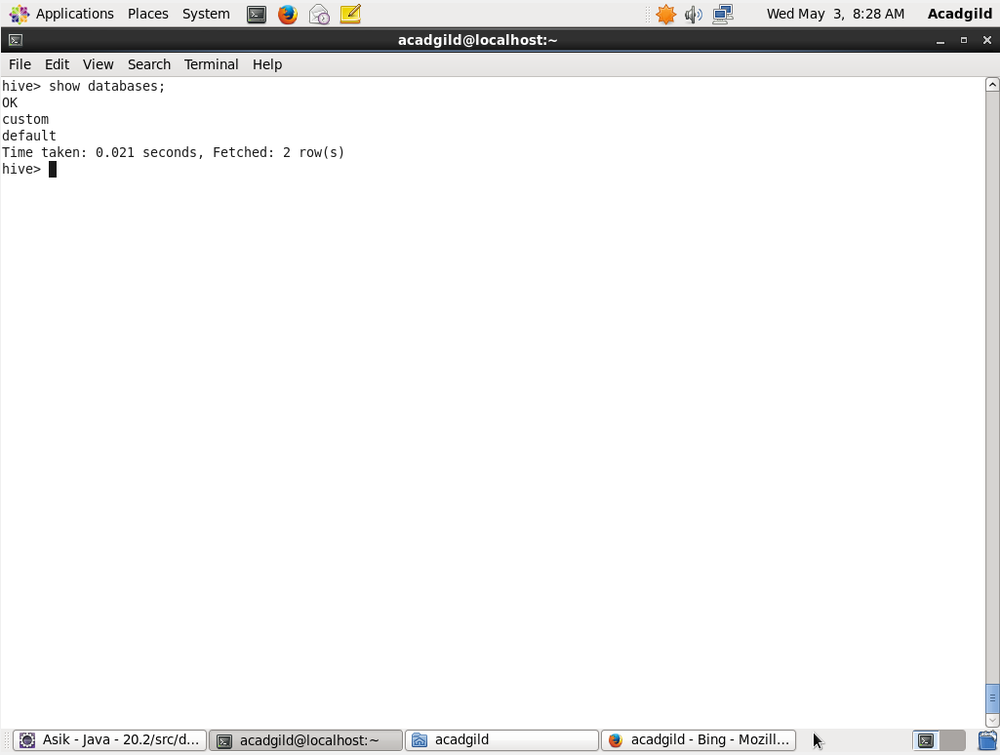 Applications Places System Wed May 3, 8:28 AM Acadgild
acadgild@localhost:~
File Edit View Search Terminal Help
hive> show databases;
OK
custom
default
Time taken: 0.021 seconds, Fetched: 2 row(s)
hive>
Asik - Java - 20.2/src/d... acadgild@localhost:~ acadgild acadgild - Bing - Mozill...